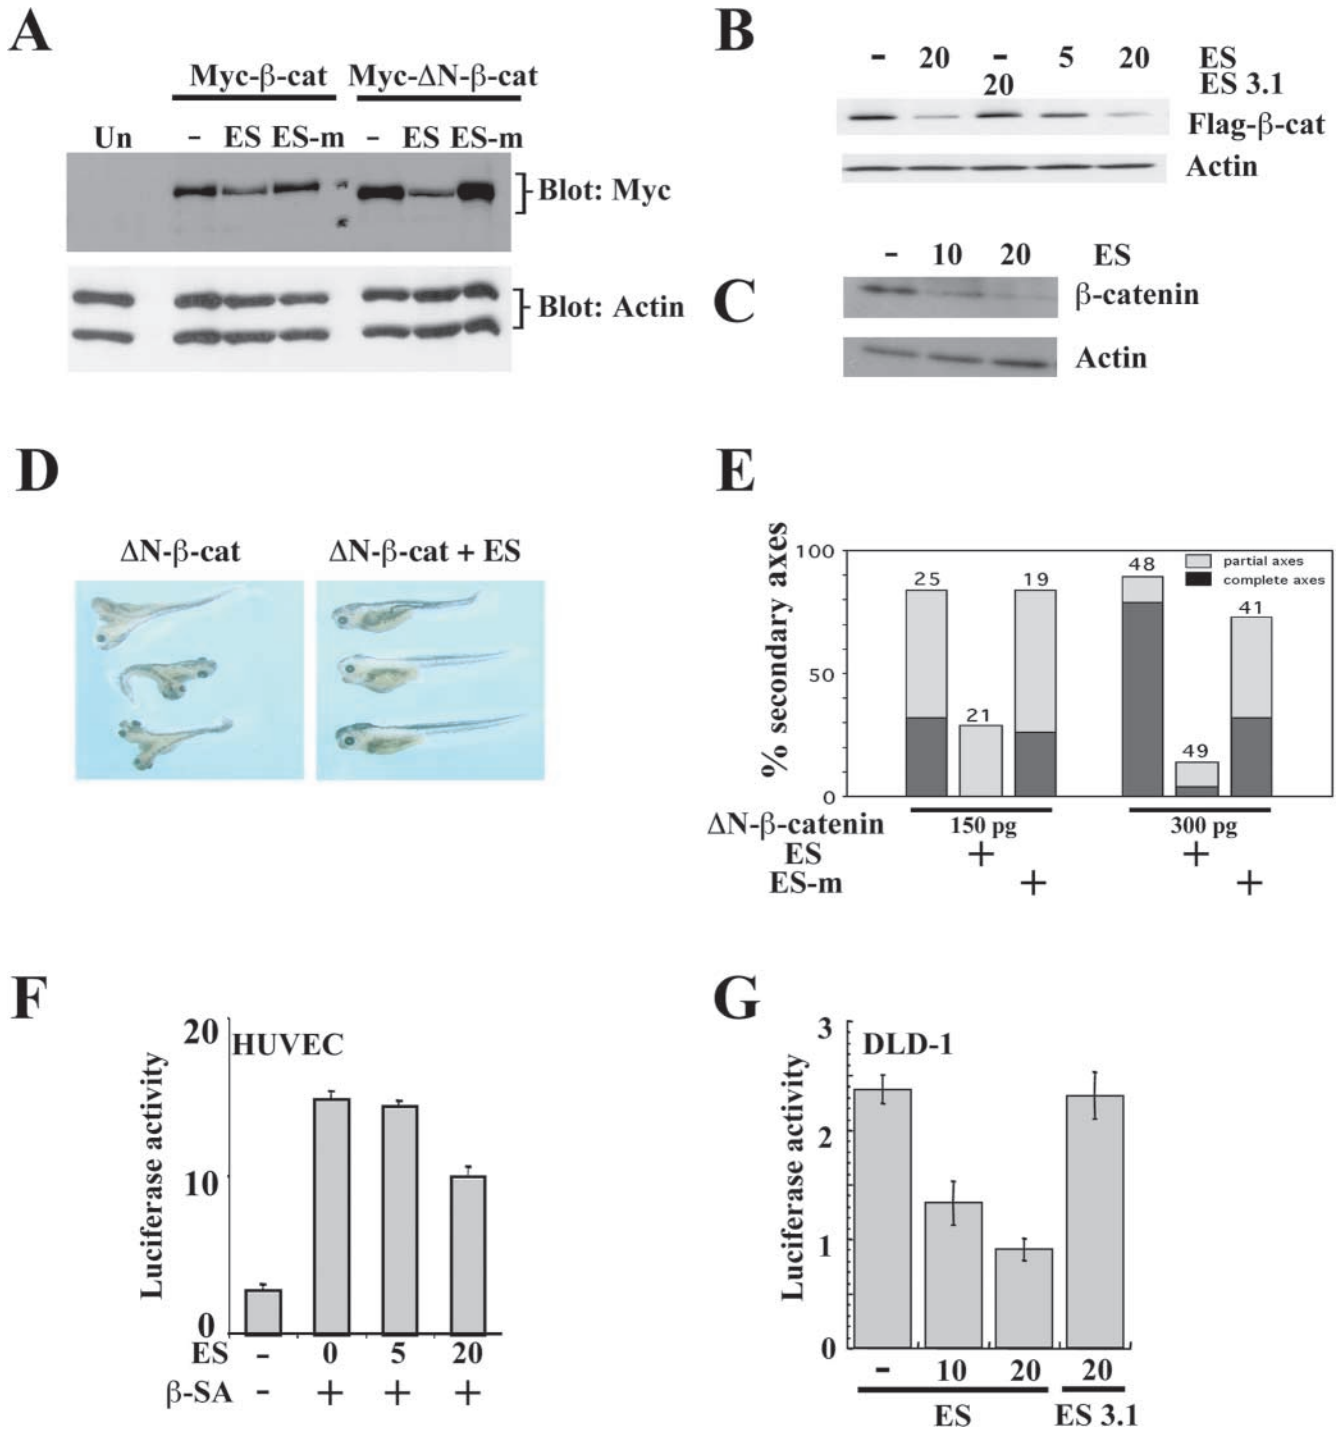 A
Myc-β-cat Myc-ΔN-β-cat
Un - ES ES-m - ES ES-m
Blot: Myc
Blot: Actin
B
- 20 - 5 20 ES
20 ES 3.1
Flag-β-cat
Actin
C
- 10 20 ES
β-catenin
Actin
D
ΔN-β-cat ΔN-β-cat + ES
E
% secondary axes
100
50
0
partial axes
complete axes
25 21 19 48 49 41
ΔN-β-catenin 150 pg 300 pg
ES + +
ES-m + +
F
HUVEC
Luciferase activity
20
10
0
ES - 0 5 20
β-SA - + + +
G
DLD-1
Luciferase activity
3
2
1
0
- 10 20 20
ES ES 3.1